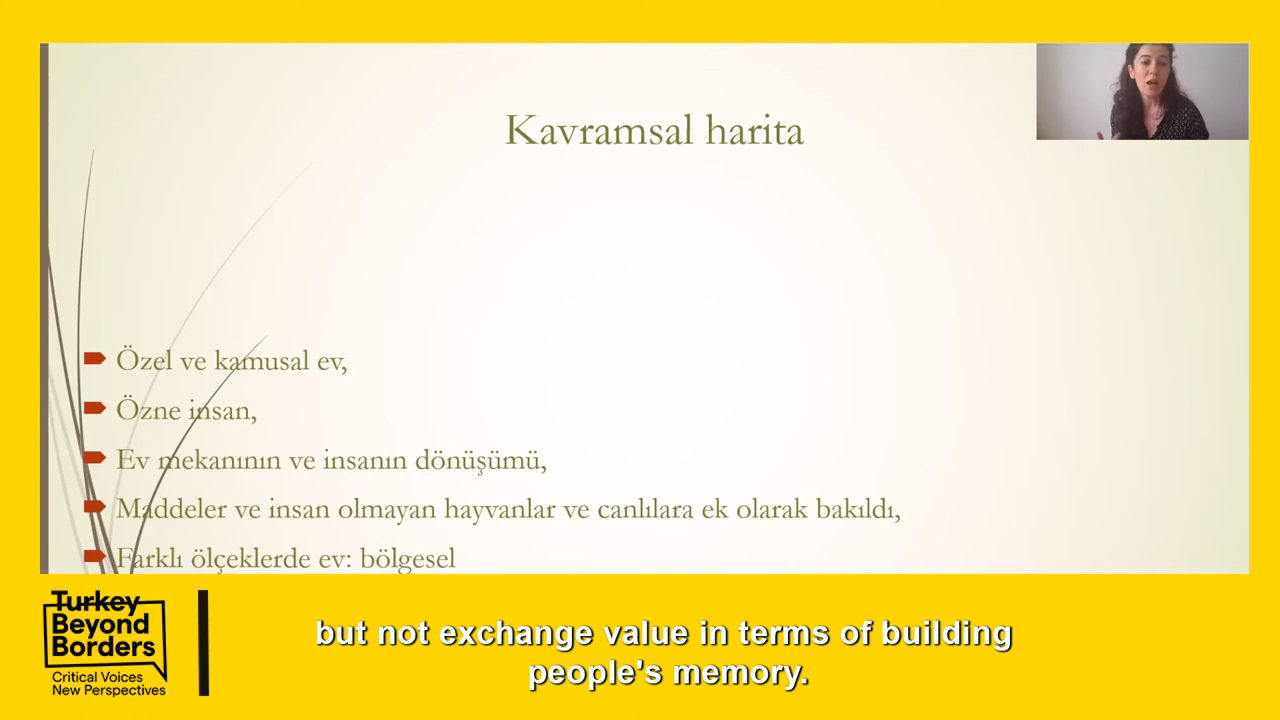 Kavramsal harita
Özel ve kamusal ev,
Özne insan,
Ev mekanının ve insanın dönüşümü,
Maddeler ve insan olmayan hayvanlar ve canlılara ek olarak bakıldı,
Farklı ölçeklerde ev: bölgesel
Turkey
Beyond
Borders
Critical Voices
New Perspectives
but not exchange value in terms of building
people's memory.